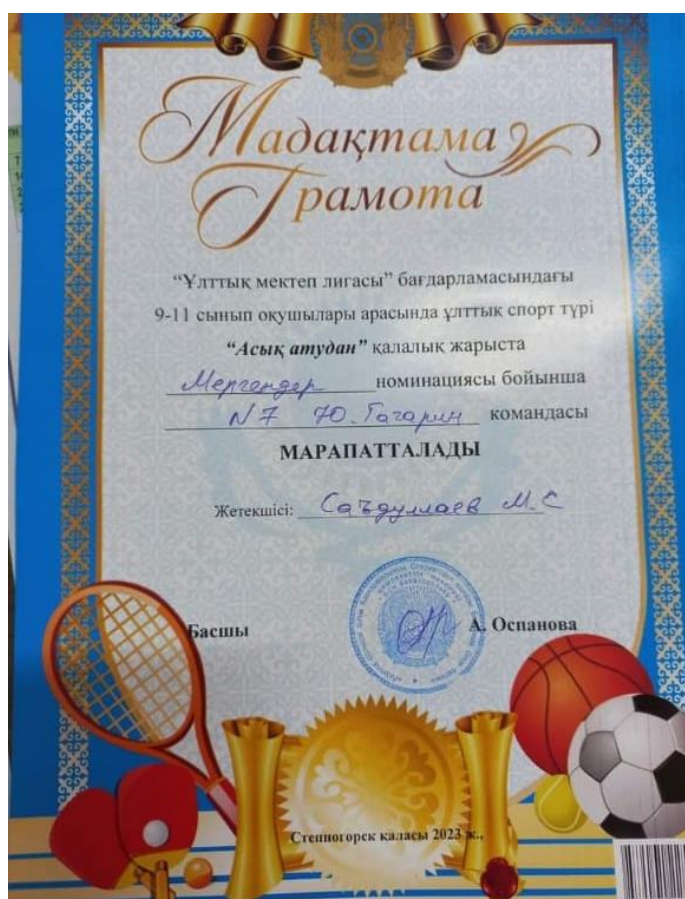 Мадақтама
Грамота
“Ұлттық мектеп лигасы” бағдарламасындағы
9-11 сынып оқушылары арасында ұлттық спорт түрі
“Асық атудан” қалалық жарыста
Мергендер номинациясы бойынша
N7 Ю. Гагарин командасы
МАРАПАТТАЛАДЫ
Жетекшісі: Саъдуллаев М.С
Басшы А. Оспанова
Степногорск қаласы 2023 ж.,